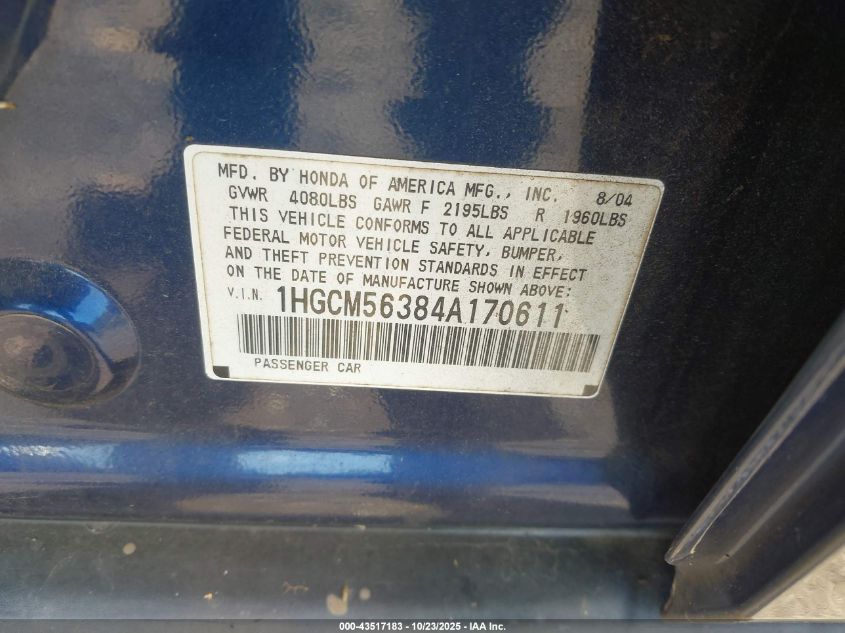 MFD. BY HONDA OF AMERICA MFG., INC. 8/04
GVWR 4080LBS GAWR F 2195LBS R 1960LBS
THIS VEHICLE CONFORMS TO ALL APPLICABLE
FEDERAL MOTOR VEHICLE SAFETY, BUMPER,
AND THEFT PREVENTION STANDARDS IN EFFECT
ON THE DATE OF MANUFACTURE SHOWN ABOVE:
V.I.N. 1HGCM56384A170611
PASSENGER CAR
000-43517183 - 10/23/2025 - IAA Inc.